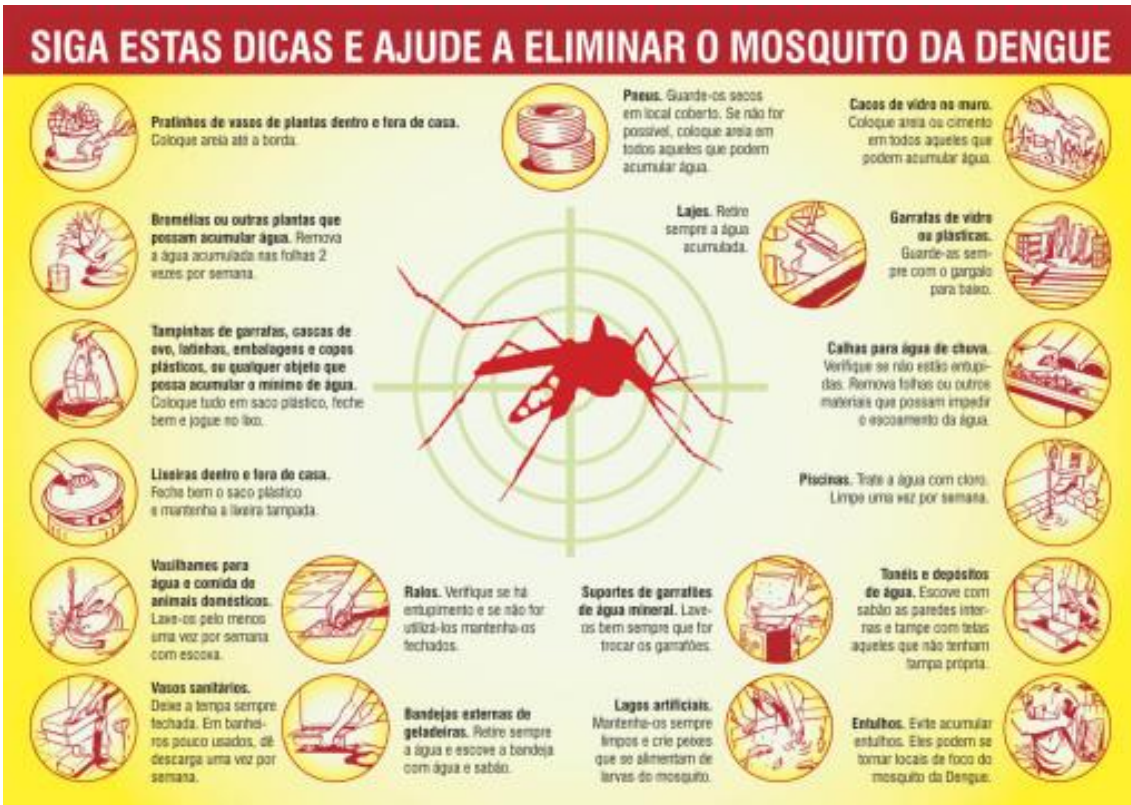 SIGA ESTAS DICAS E AJUDE A ELIMINAR O MOSQUITO DA DENGUE
Pratinhos de vasos de plantas dentro e fora de casa.
Coloque areia até a borda.
Bromélias ou outras plantas que
possam acumular água. Remova
a água acumulada nas folhas 2
vezes por semana.
Tampinhas de garrafas, cascas de
ovo, latinhas, embalagens e copos
plásticos, ou qualquer objeto que
possa acumular o mínimo de água.
Coloque tudo em saco plástico, feche
bem e jogue no lixo.
Lixeiras dentro e fora de casa.
Feche bem o saco plástico
e mantenha a lixeira tampada.
Vasilhames para
água e comida de
animais domésticos.
Lave-os pelo menos
uma vez por semana
com escova.
Vasos sanitários.
Deixe a tampa sempre
fechada. Em banhei-
ros pouco usados, dê
descarga uma vez por
semana.
Ralos. Verifique se há
entupimento e se não for
utilizá-los mantenha-os
fechados.
Bandejas externas de
geladeiras. Retire sempre
a água e escove a bandeja
com água e sabão.
Pneus. Guarde-os secos
em local coberto. Se não for
possível, coloque areia em
todos aqueles que podem
acumular água.
Lajes. Retire
sempre a água
acumulada.
Suportes de garrafões
de água mineral. Lave-
os bem sempre que for
trocar os garrafões.
Lagos artificiais.
Mantenha-os sempre
limpos e crie peixes
que se alimentam de
larvas do mosquito.
Cacos de vidro no muro.
Coloque areia ou cimento
em todos aqueles que
podem acumular água.
Garrafas de vidro
ou plásticas.
Guarde-as sem-
pre com o gargalo
para baixo.
Calhas para água de chuva.
Verifique se não estão entupi-
das. Remova folhas ou outros
materiais que possam impedir
o escoamento da água.
Piscinas. Trate a água com cloro.
Limpe uma vez por semana.
Tonéis e depósitos
de água. Escove com
sabão as paredes inter-
nas e tampe com telas
aqueles que não tenham
tampa própria.
Entulhos. Evite acumular
entulhos. Eles podem se
tornar locais de foco do
mosquito da Dengue.